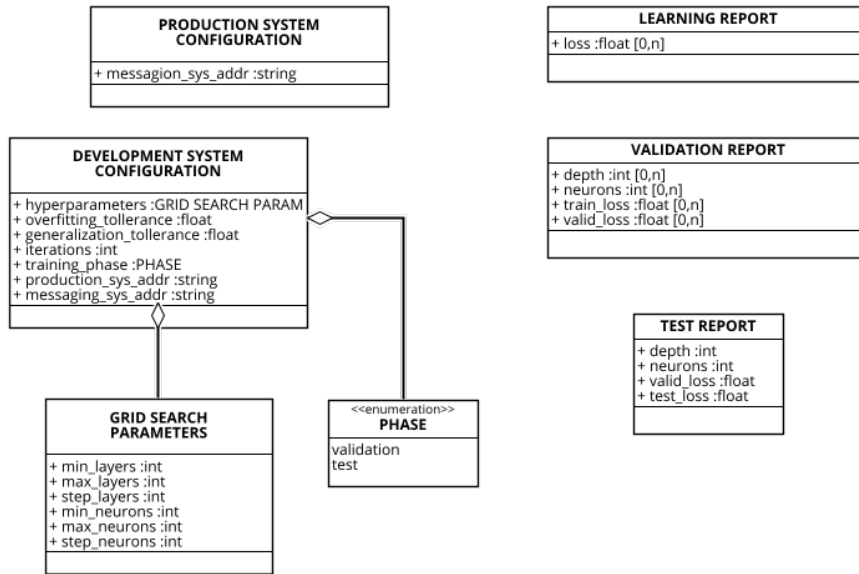 PRODUCTION SYSTEM
CONFIGURATION
+ messagion_sys_addr :string
LEARNING REPORT
+ loss :float [0,n]
DEVELOPMENT SYSTEM
CONFIGURATION
+ hyperparameters :GRID SEARCH PARAM
+ overfitting_tollerance :float
+ generalization_tollerance :float
+ iterations :int
+ training_phase :PHASE
+ production_sys_addr :string
+ messaging_sys_addr :string
VALIDATION REPORT
+ depth :int [0,n]
+ neurons :int [0,n]
+ train_loss :float [0,n]
+ valid_loss :float [0,n]
TEST REPORT
+ depth :int
+ neurons :int
+ valid_loss :float
+ test_loss :float
GRID SEARCH
PARAMETERS
+ min_layers :int
+ max_layers :int
+ step_layers :int
+ min_neurons :int
+ max_neurons :int
+ step_neurons :int
<<enumeration>>
PHASE
validation
test